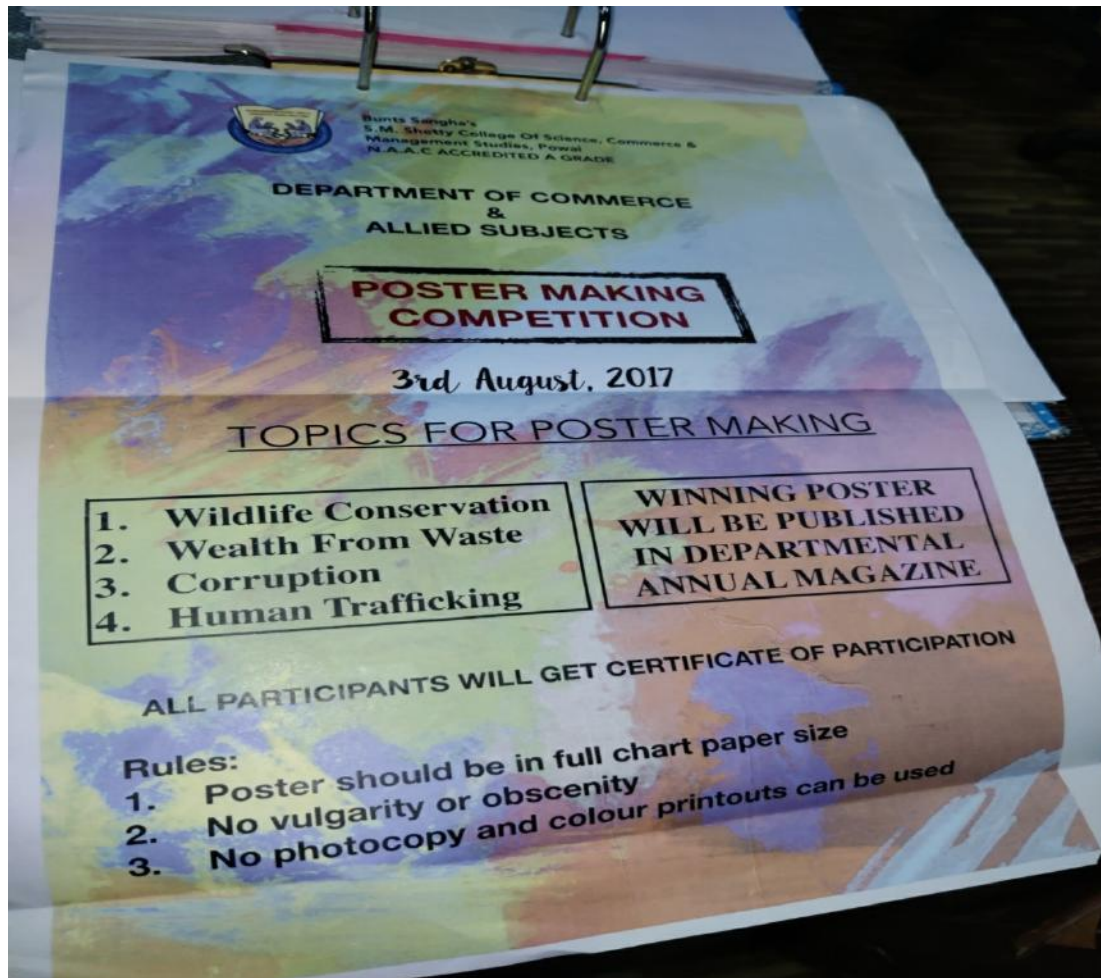 Bunts Sangha's
S.M. Shetty College Of Science, Commerce &
Management Studies, Powai
N.A.A.C ACCREDITED A GRADE
DEPARTMENT OF COMMERCE
&
ALLIED SUBJECTS
POSTER MAKING
COMPETITION
3rd August, 2017
TOPICS FOR POSTER MAKING
1. Wildlife Conservation
2. Wealth From Waste
3. Corruption
4. Human Trafficking
WINNING POSTER
WILL BE PUBLISHED
IN DEPARTMENTAL
ANNUAL MAGAZINE
ALL PARTICIPANTS WILL GET CERTIFICATE OF PARTICIPATION
Rules:
1. Poster should be in full chart paper size
2. No vulgarity or obscenity
3. No photocopy and colour printouts can be used